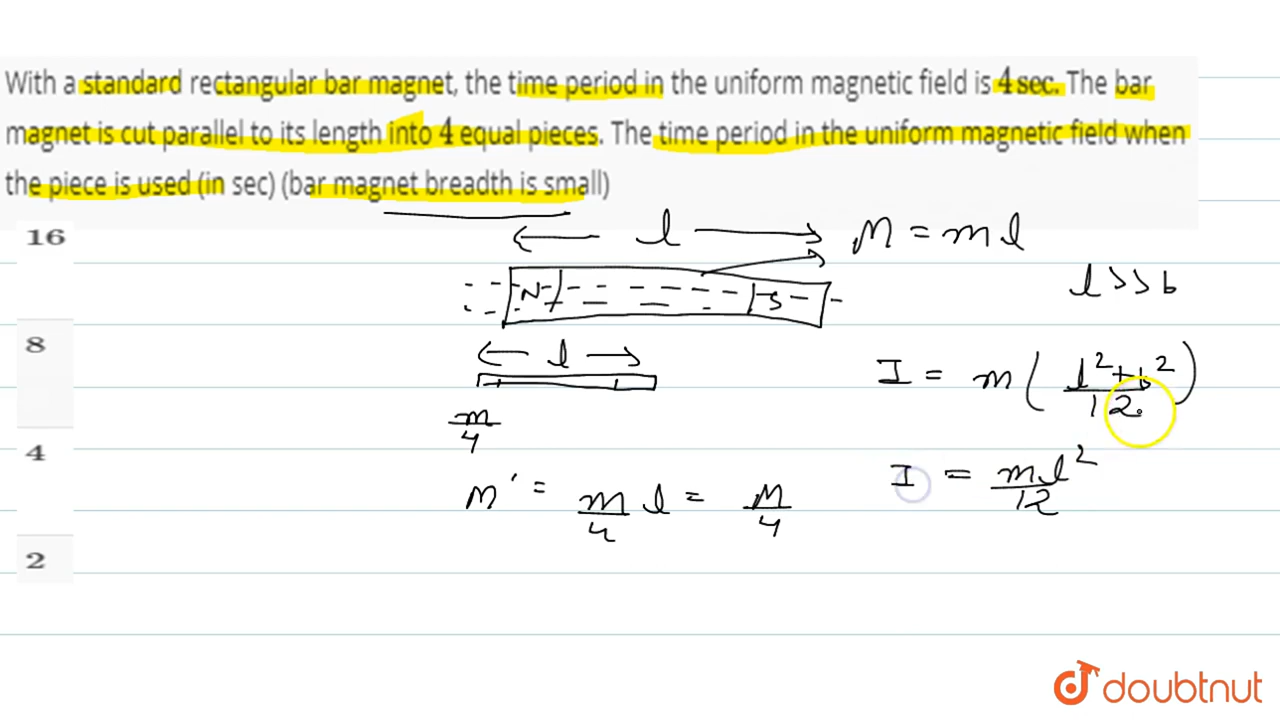 With a standard rectangular bar magnet, the time period in the uniform magnetic field is 4 sec. The bar
magnet is cut parallel to its length into 4 equal pieces. The time period in the uniform magnetic field when
the piece is used (in sec) (bar magnet breadth is small)
16
8
4
2
l
M = ml
l >> b
N
S
l
I = m(l²+b²/12)
m/4
I = ml²/12
M' = m/4 l = M/4
doubtnut